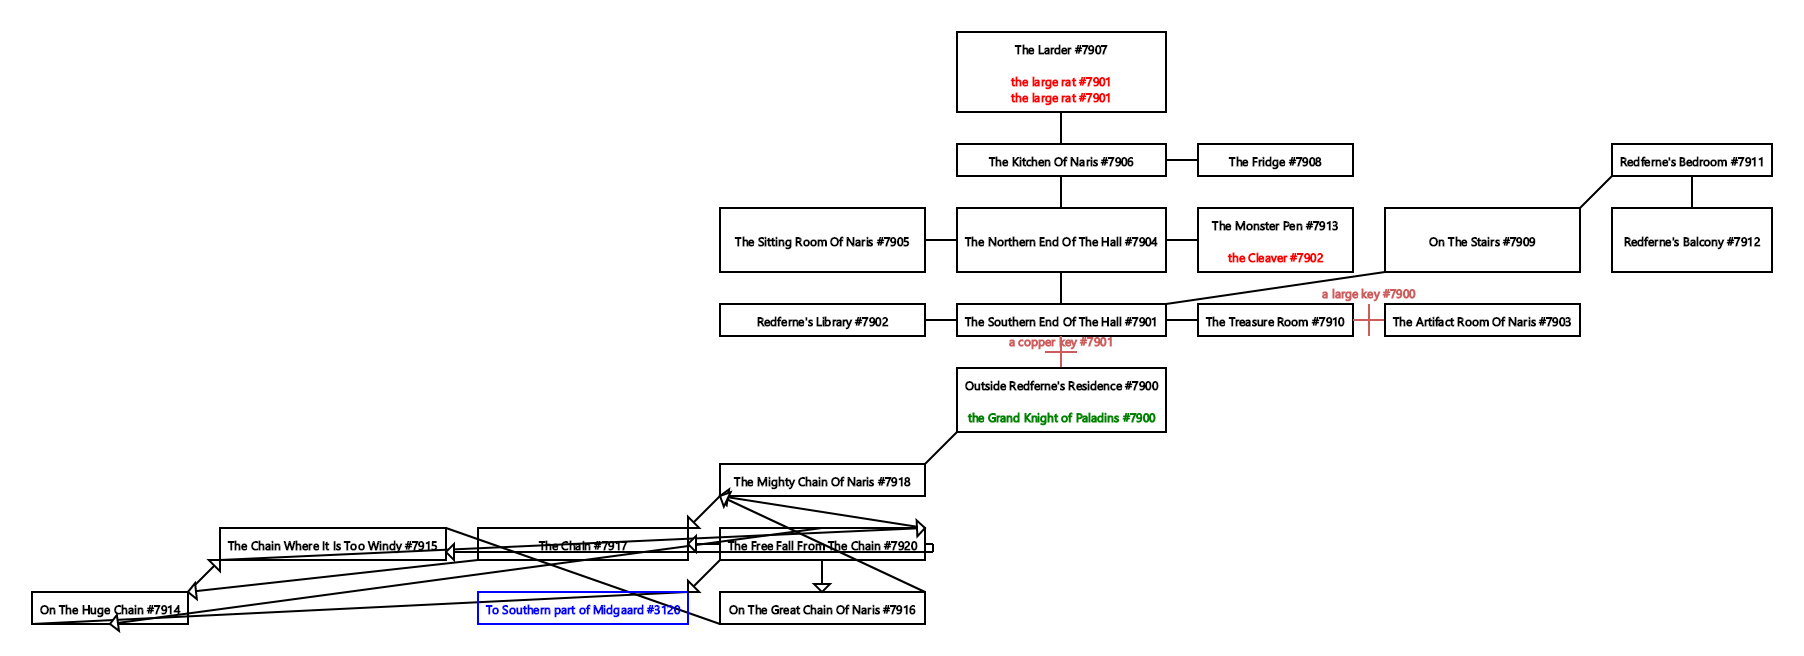 The Larder #7907
the large rat #7901
the large rat #7901
The Kitchen Of Naris #7906
The Fridge #7908
Redferne's Bedroom #7911
The Sitting Room Of Naris #7905
The Northern End Of The Hall #7904
The Monster Pen #7913
the Cleaver #7902
On The Stairs #7909
Redferne's Balcony #7912
a large key #7900
Redferne's Library #7902
The Southern End Of The Hall #7901
The Treasure Room #7910
The Artifact Room Of Naris #7903
a copper key #7901
Outside Redferne's Residence #7900
the Grand Knight of Paladins #7900
The Mighty Chain Of Naris #7918
The Chain Where It Is Too Windy #7915
The Chain #7917
The Free Fall From The Chain #7920
On The Huge Chain #7914
To Southern part of Midgaard #3120
On The Great Chain Of Naris #7916